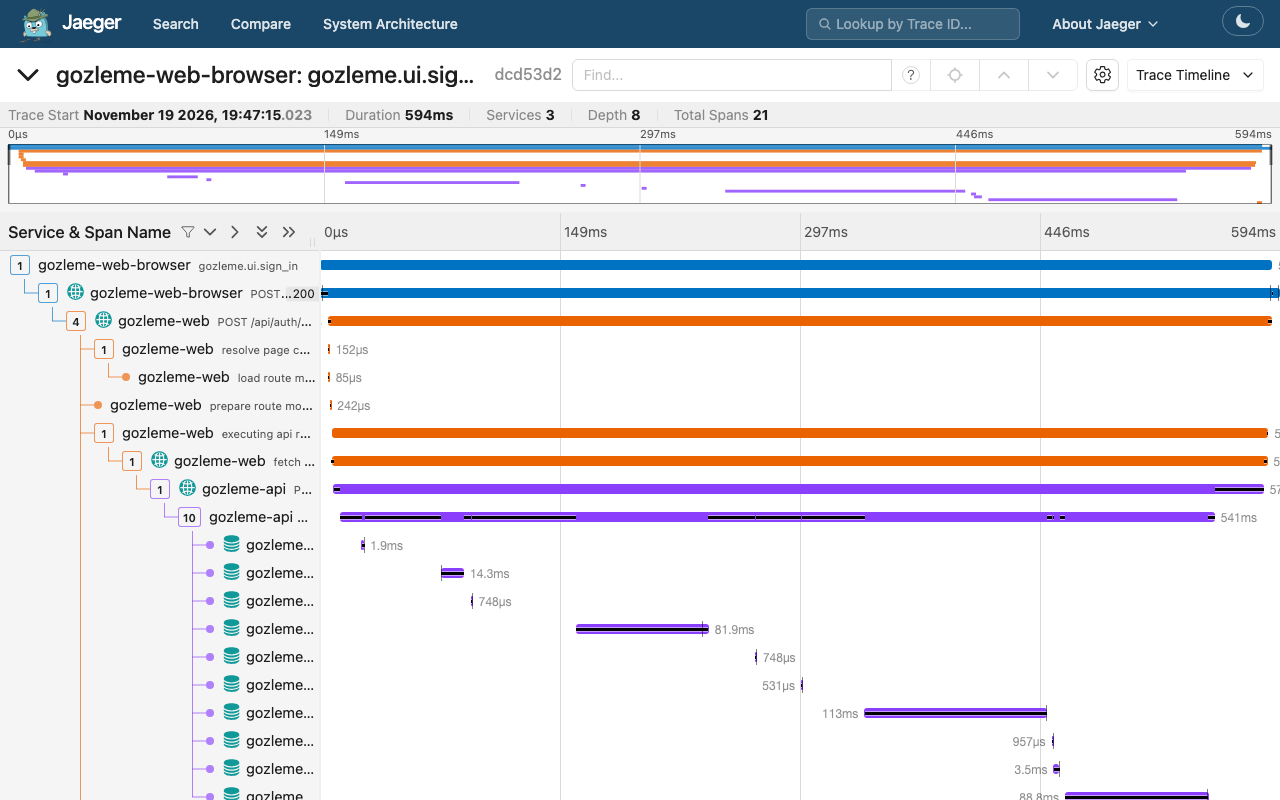 Jaeger Search Compare System Architecture Lookup by Trace ID... About Jaeger
gozleme-web-browser: gozleme.ui.sig... dcd53d2 Find... ? Trace Timeline
Trace Start November 19 2026, 19:47:15.023 Duration 594ms Services 3 Depth 8 Total Spans 21
0μs 149ms 297ms 446ms 594ms
Service & Span Name 0μs 149ms 297ms 446ms 594ms
1 gozleme-web-browser gozleme.ui.sign_in
1 gozleme-web-browser POST...200
4 gozleme-web POST /api/auth/...
1 gozleme-web resolve page c... 152μs
gozleme-web load route m... 85μs
gozleme-web prepare route mo... 242μs
1 gozleme-web executing api r...
1 gozleme-web fetch ...
1 gozleme-api P...
10 gozleme-api ... 541ms
gozleme... 1.9ms
gozleme... 14.3ms
gozleme... 748μs
gozleme... 81.9ms
gozleme... 748μs
gozleme... 531μs
gozleme... 113ms
gozleme... 957μs
gozleme... 3.5ms
gozleme... 88.8ms